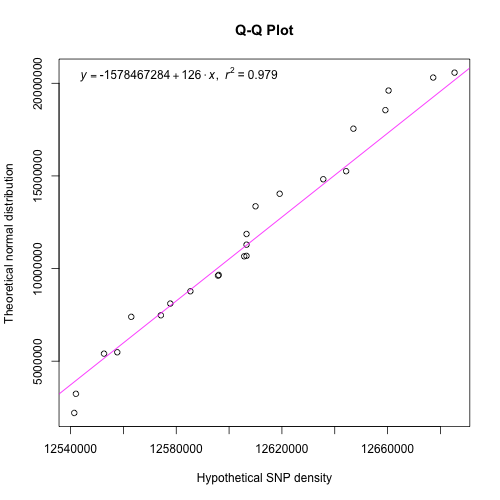 Q-Q Plot
y = -1578467284 + 126 · x, r² = 0.979
Theoretical normal distribution
20000000
15000000
10000000
5000000
12540000 12580000 12620000 12660000
Hypothetical SNP density